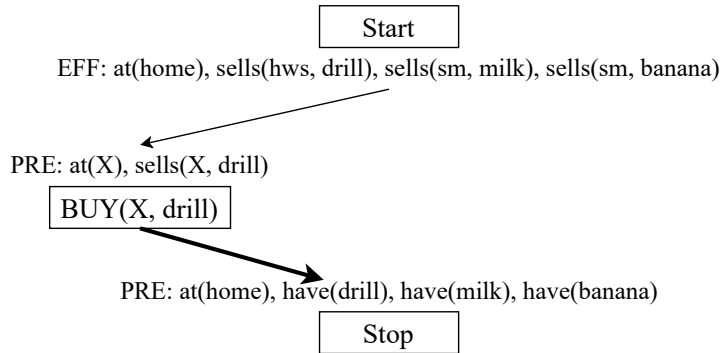 Start
EFF: at(home), sells(hws, drill), sells(sm, milk), sells(sm, banana)
PRE: at(X), sells(X, drill)
BUY(X, drill)
PRE: at(home), have(drill), have(milk), have(banana)
Stop